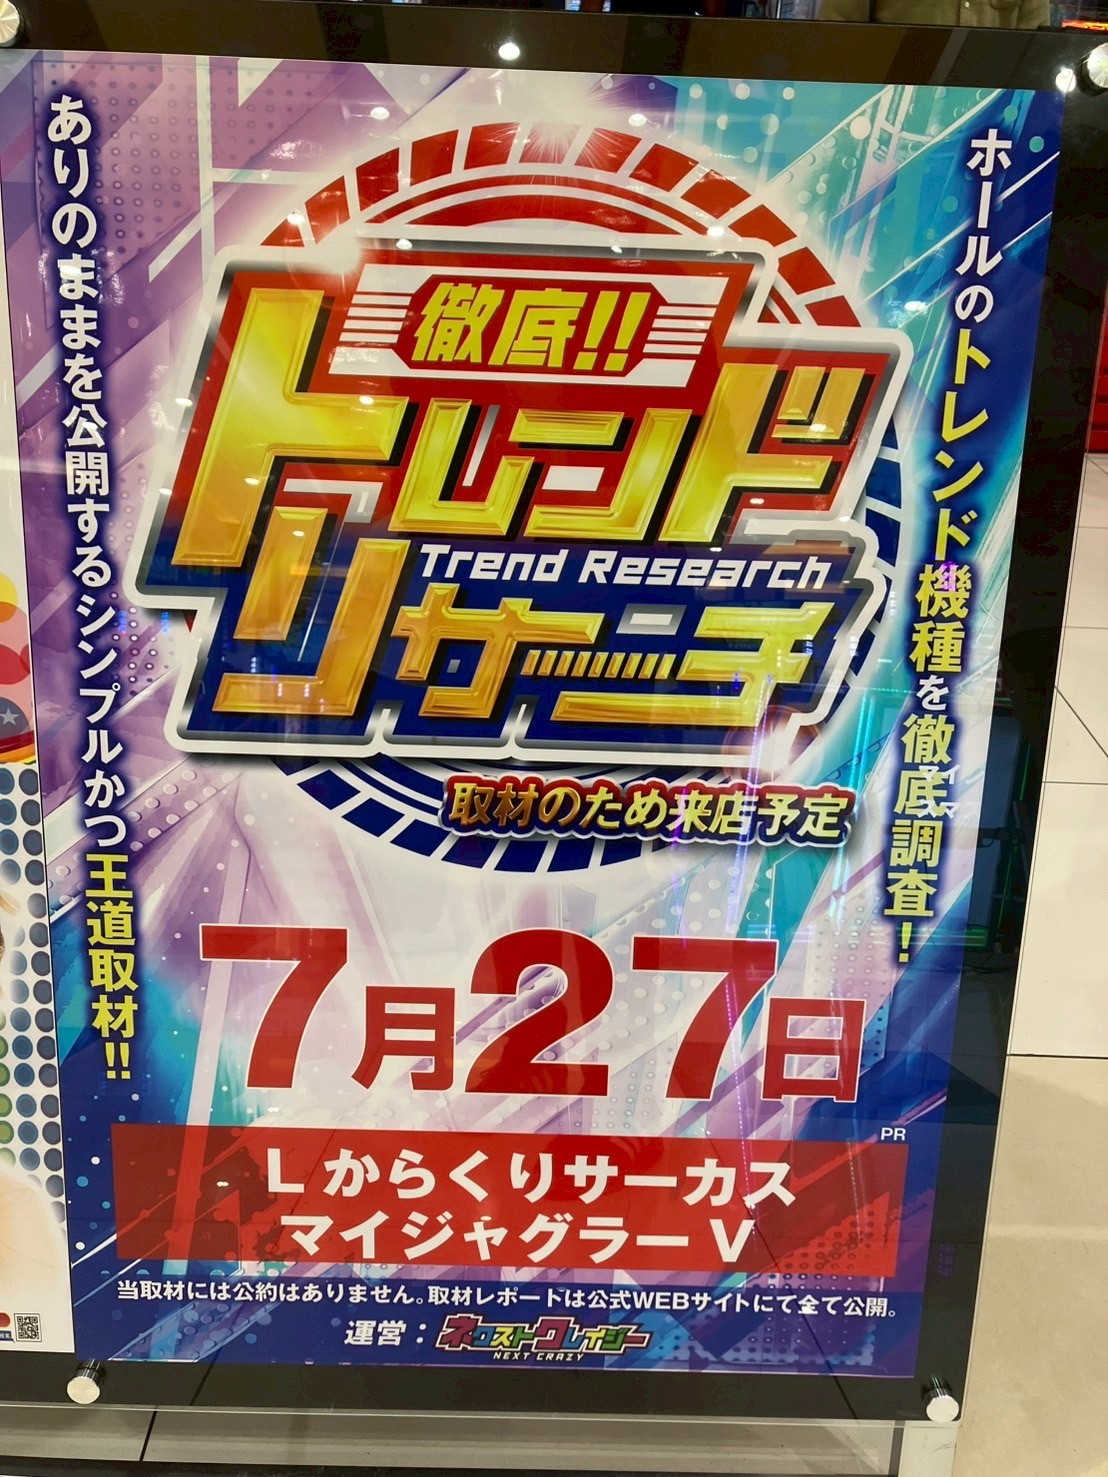 ホールのトレンド機種を徹底調査!
徹底!!
トレンド
Trend Research
リサーチ
取材のため来店予定
ありのままを公開するシンプルかつ王道取材!!
7月27日
PR
L からくりサーカス
マイジャグラー V
当取材には公約はありません。取材レポートは公式WEBサイトにて全て公開。
運営:ネクストクレイジー
NEXT CRAZY